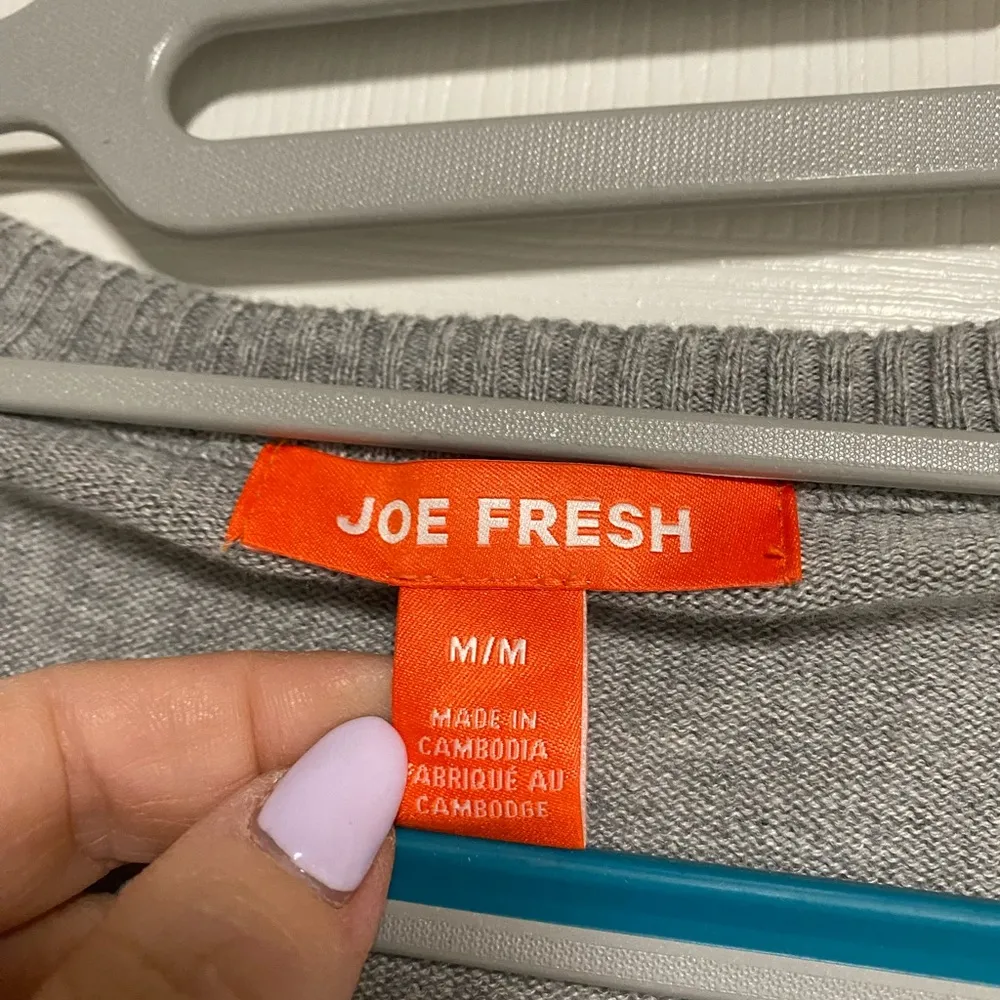 JOE FRESH
M/M
MADE IN
CAMBODIA
FABRIQUÉ AU
CAMBODGE